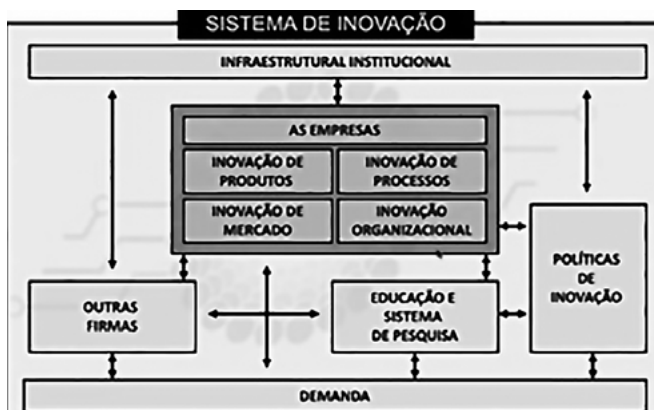 SISTEMA DE INOVAÇÃO
INFRAESTRUTURAL INSTITUCIONAL
AS EMPRESAS
INOVAÇÃO DE
PRODUTOS
INOVAÇÃO DE
PROCESSOS
INOVAÇÃO DE
MERCADO
INOVAÇÃO
ORGANIZACIONAL
OUTRAS
FIRMAS
EDUCAÇÃO E
SISTEMA
DE PESQUISA
POLÍTICAS
DE
INOVAÇÃO
DEMANDA